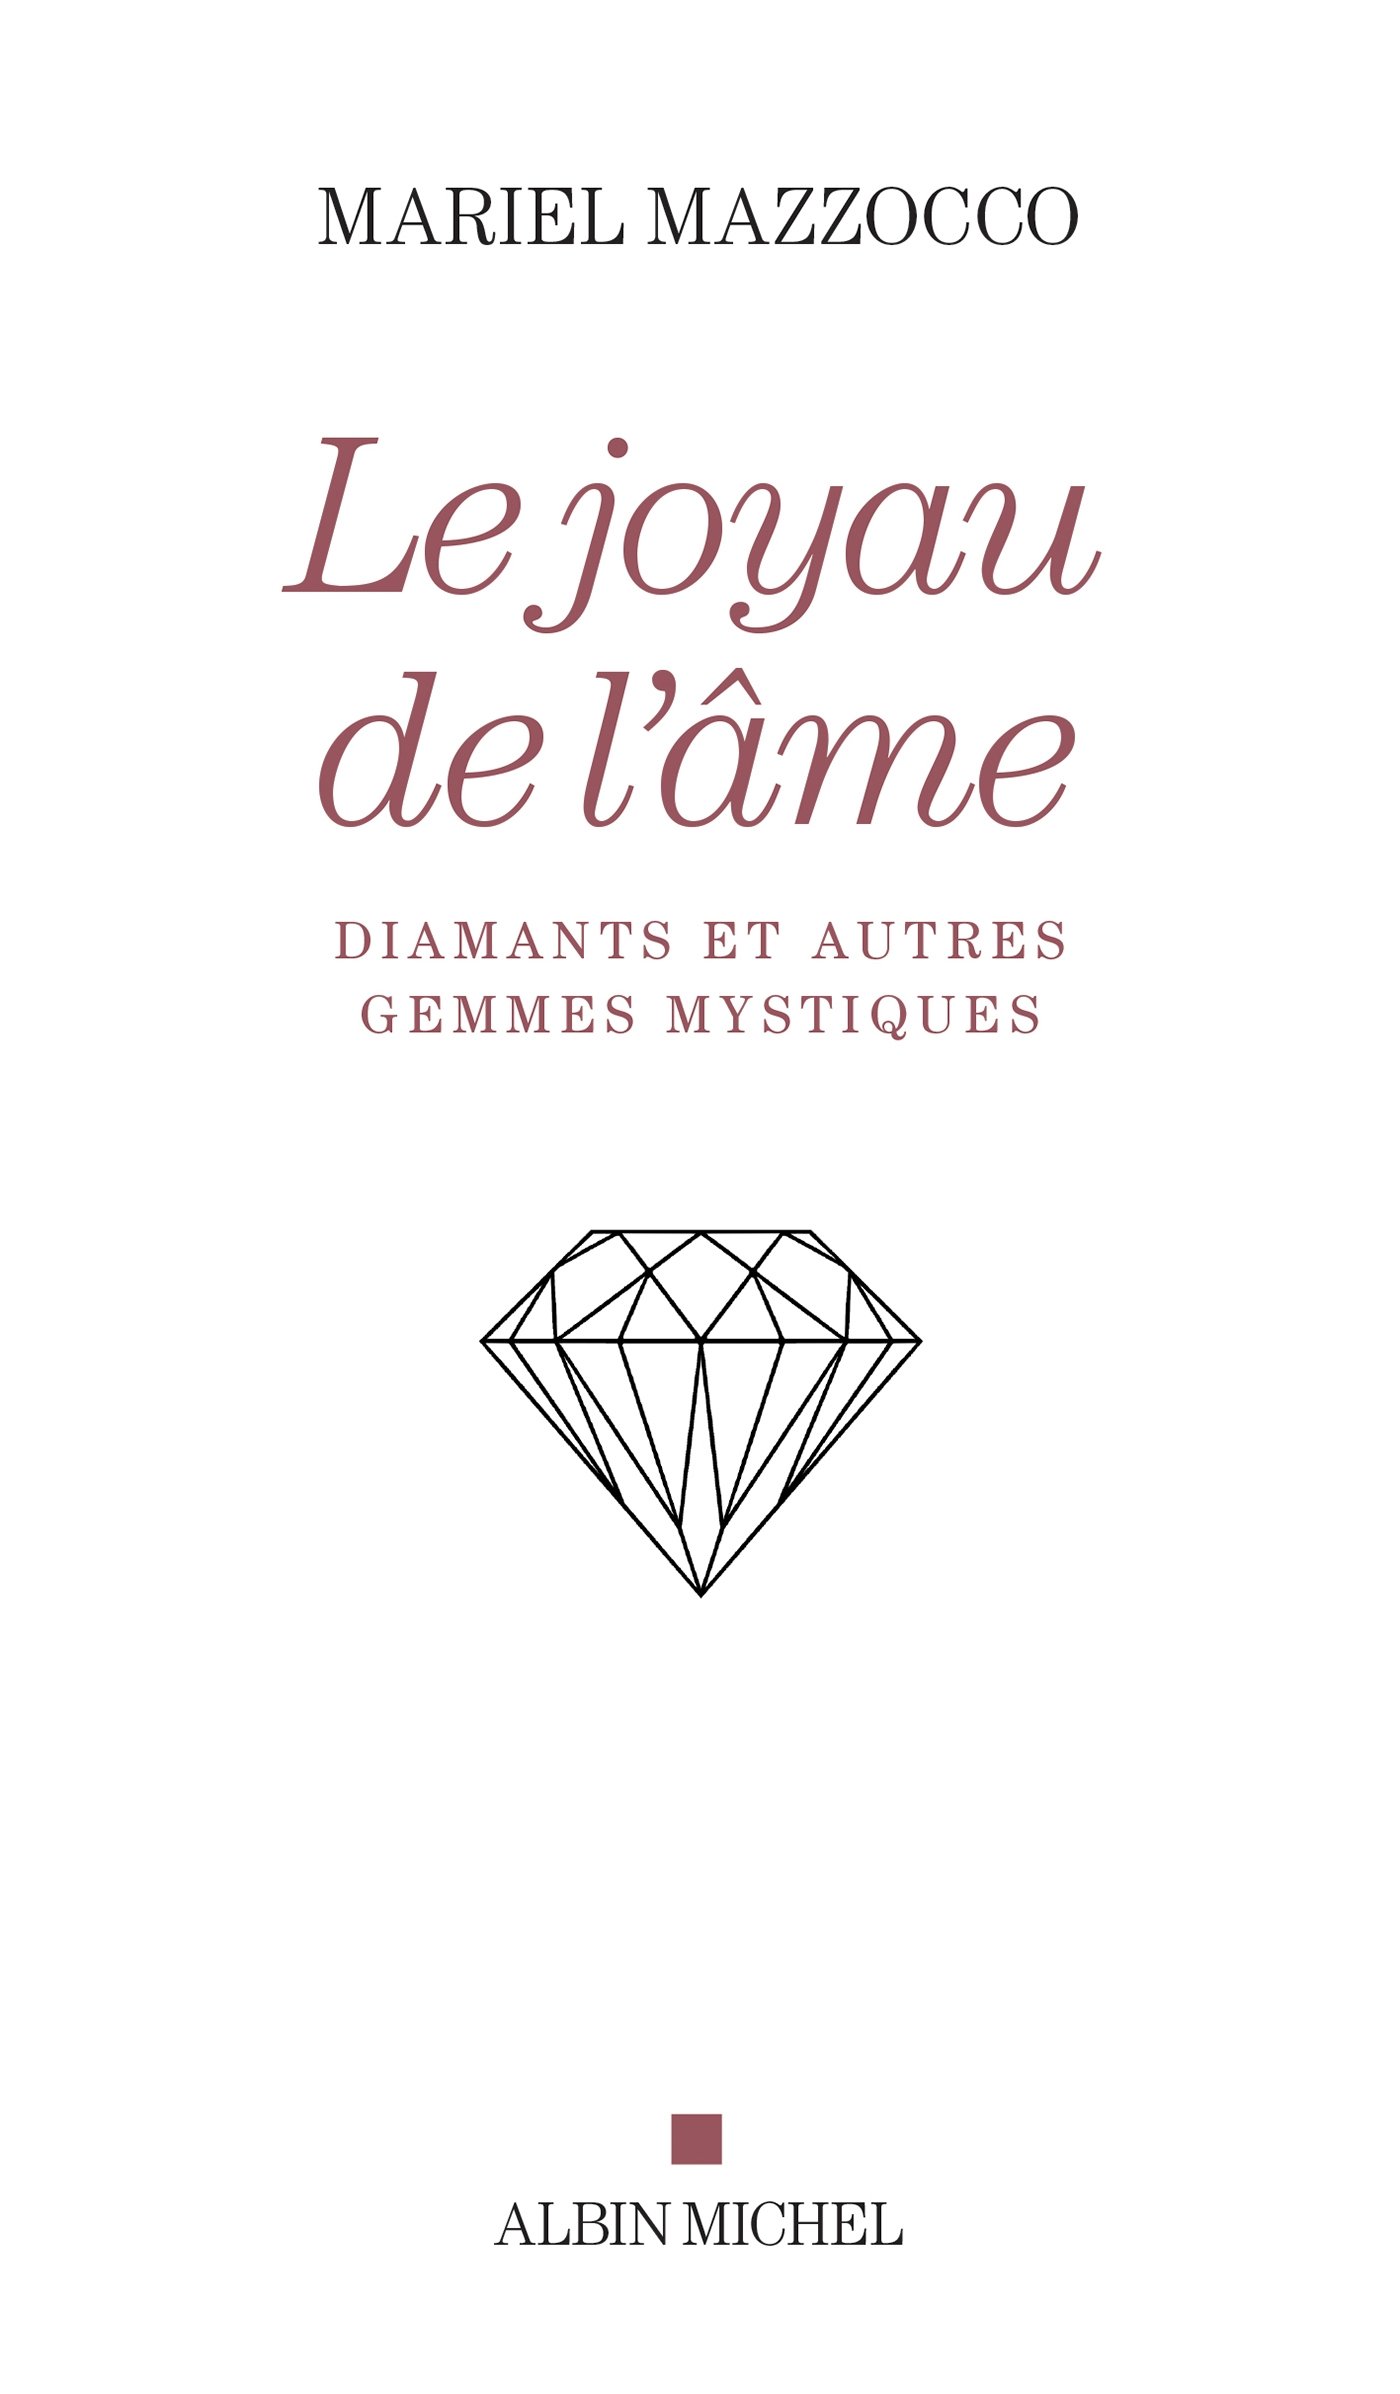 MARIEL MAZZOCCO
Le joyau
de l’âme
DIAMANTS ET AUTRES
GEMMES MYSTIQUES
ALBIN MICHEL